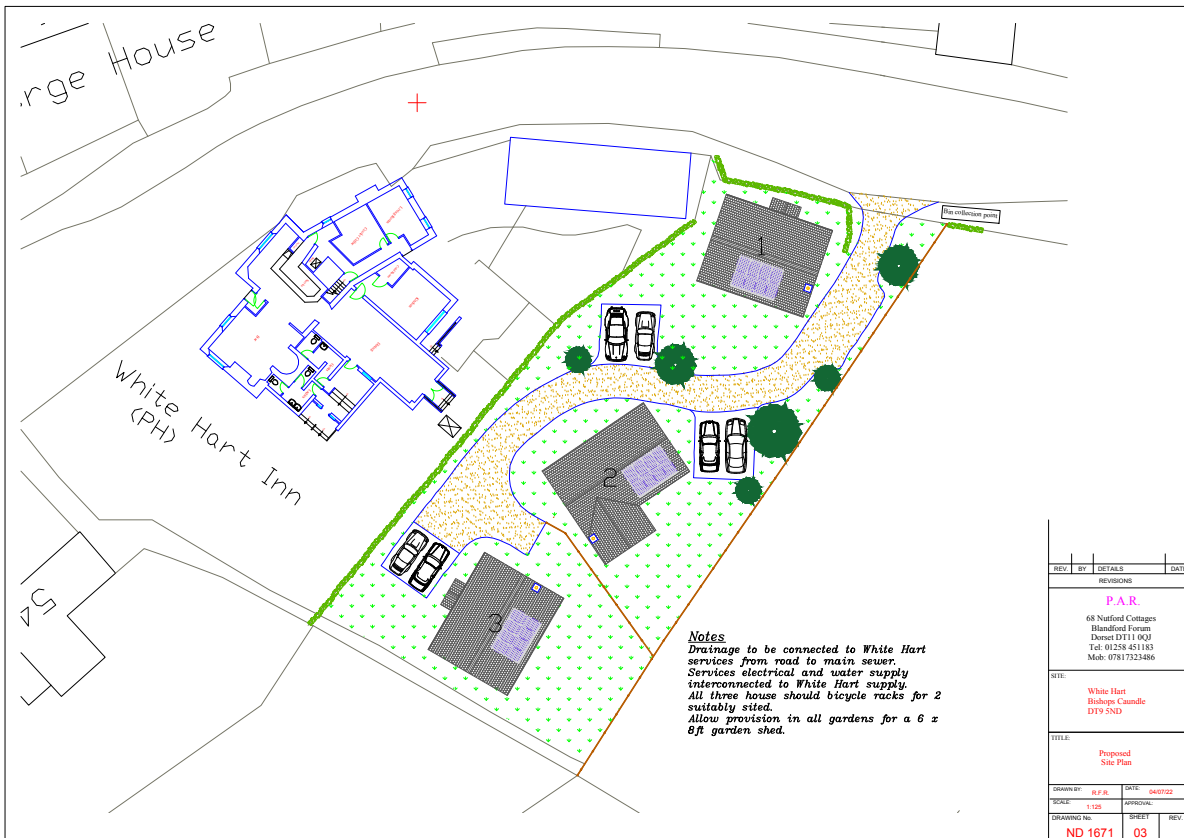 rge House
White Hart Inn
(PH)
1
2
3
Bin collection point
Notes
Drainage to be connected to White Hart
services from road to main sewer.
Services electrical and water supply
interconnected to White Hart supply.
All three house should bicycle racks for 2
suitably sited.
Allow provision in all gardens for a 6 x
8ft garden shed.
REV. BY DETAILS DATE
REVISIONS
P.A.R.
68 Nutford Cottages
Blandford Forum
Dorset DT11 0QJ
Tel: 01258 451183
Mob: 07817323486
SITE:
White Hart
Bishops Caundle
DT9 5ND
TITLE:
Proposed
Site Plan
DRAWN BY: R.F.R. DATE: 04/07/22
SCALE: 1:125 APPROVAL:
DRAWING No. SHEET REV.
ND 1671 03